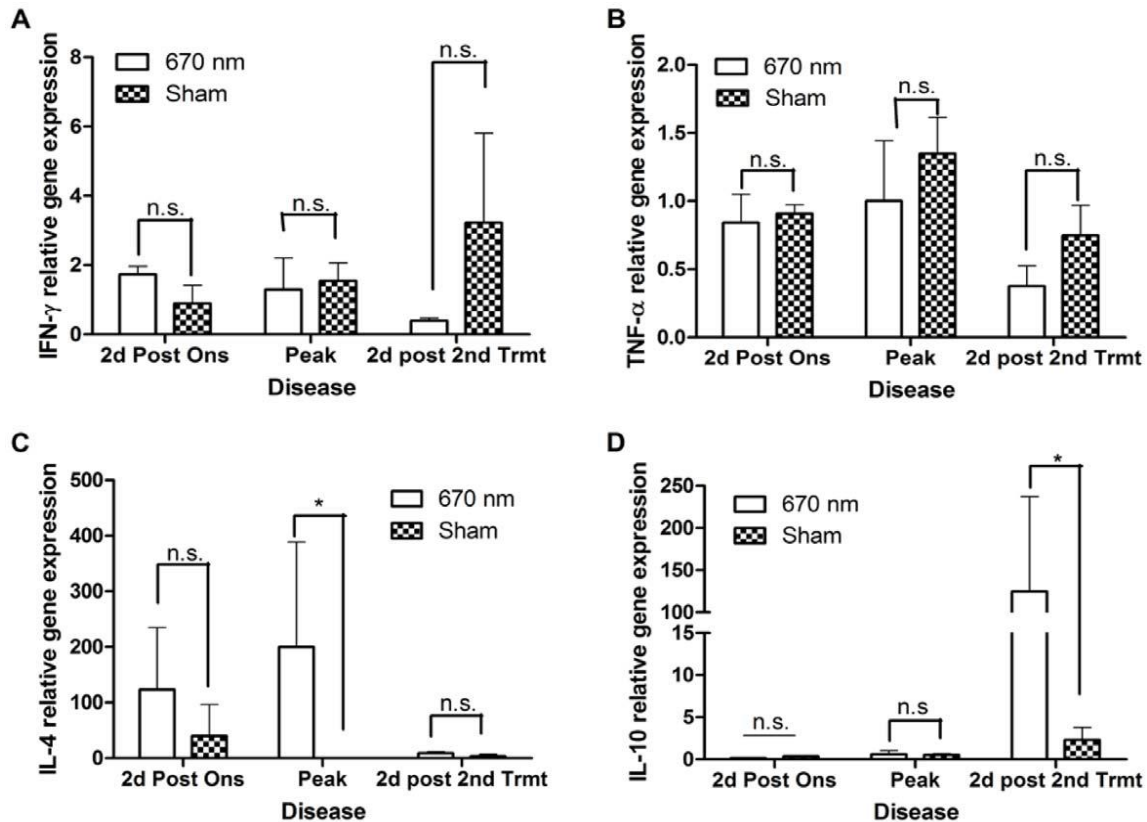 A
IFN-γ relative gene expression
8
6
4
2
0
670 nm
Sham
n.s.
n.s.
n.s.
2d Post Ons
Peak
2d post 2nd Trmt
Disease
B
TNF-α relative gene expression
2.0
1.5
1.0
0.5
0.0
670 nm
Sham
n.s.
n.s.
n.s.
2d Post Ons
Peak
2d post 2nd Trmt
Disease
C
IL-4 relative gene expression
500
400
300
200
100
0
670 nm
Sham
n.s.
*
n.s.
2d Post Ons
Peak
2d post 2nd Trmt
Disease
D
IL-10 relative gene expression
250
200
150
100
15
10
5
0
670 nm
Sham
n.s.
n.s
*
2d Post Ons
Peak
2d post 2nd Trmt
Disease